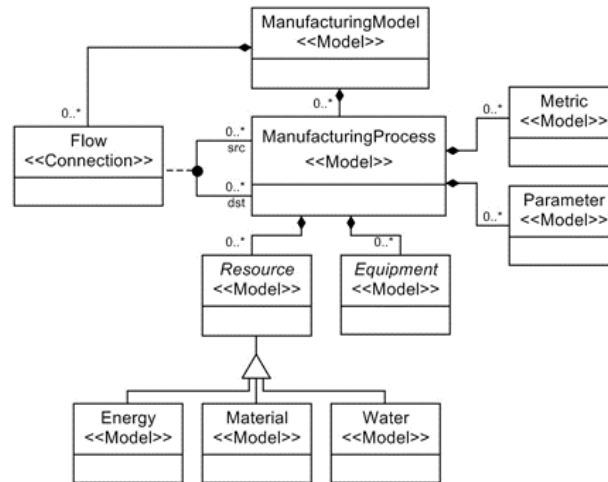 ManufacturingModel
<<Model>>
0..*
0..*
Flow
<<Connection>>
0..*
src
0..*
dst
ManufacturingProcess
<<Model>>
0..*
Metric
<<Model>>
0..*
Parameter
<<Model>>
0..*
0..*
Resource
<<Model>>
Equipment
<<Model>>
Energy
<<Model>>
Material
<<Model>>
Water
<<Model>>